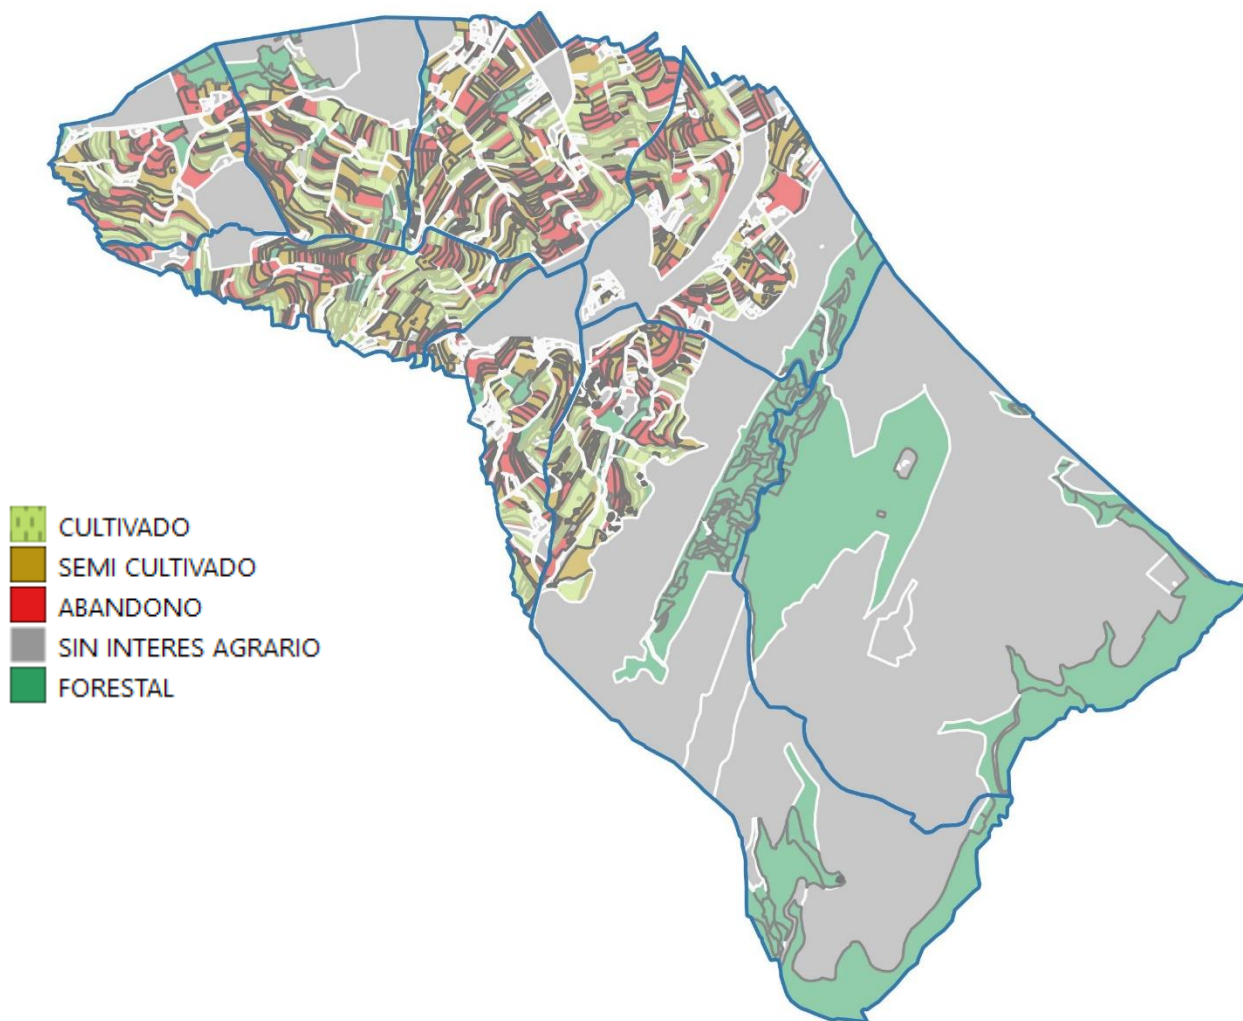 CULTIVADO
SEMI CULTIVADO
ABANDONO
SIN INTERES AGRARIO
FORESTAL